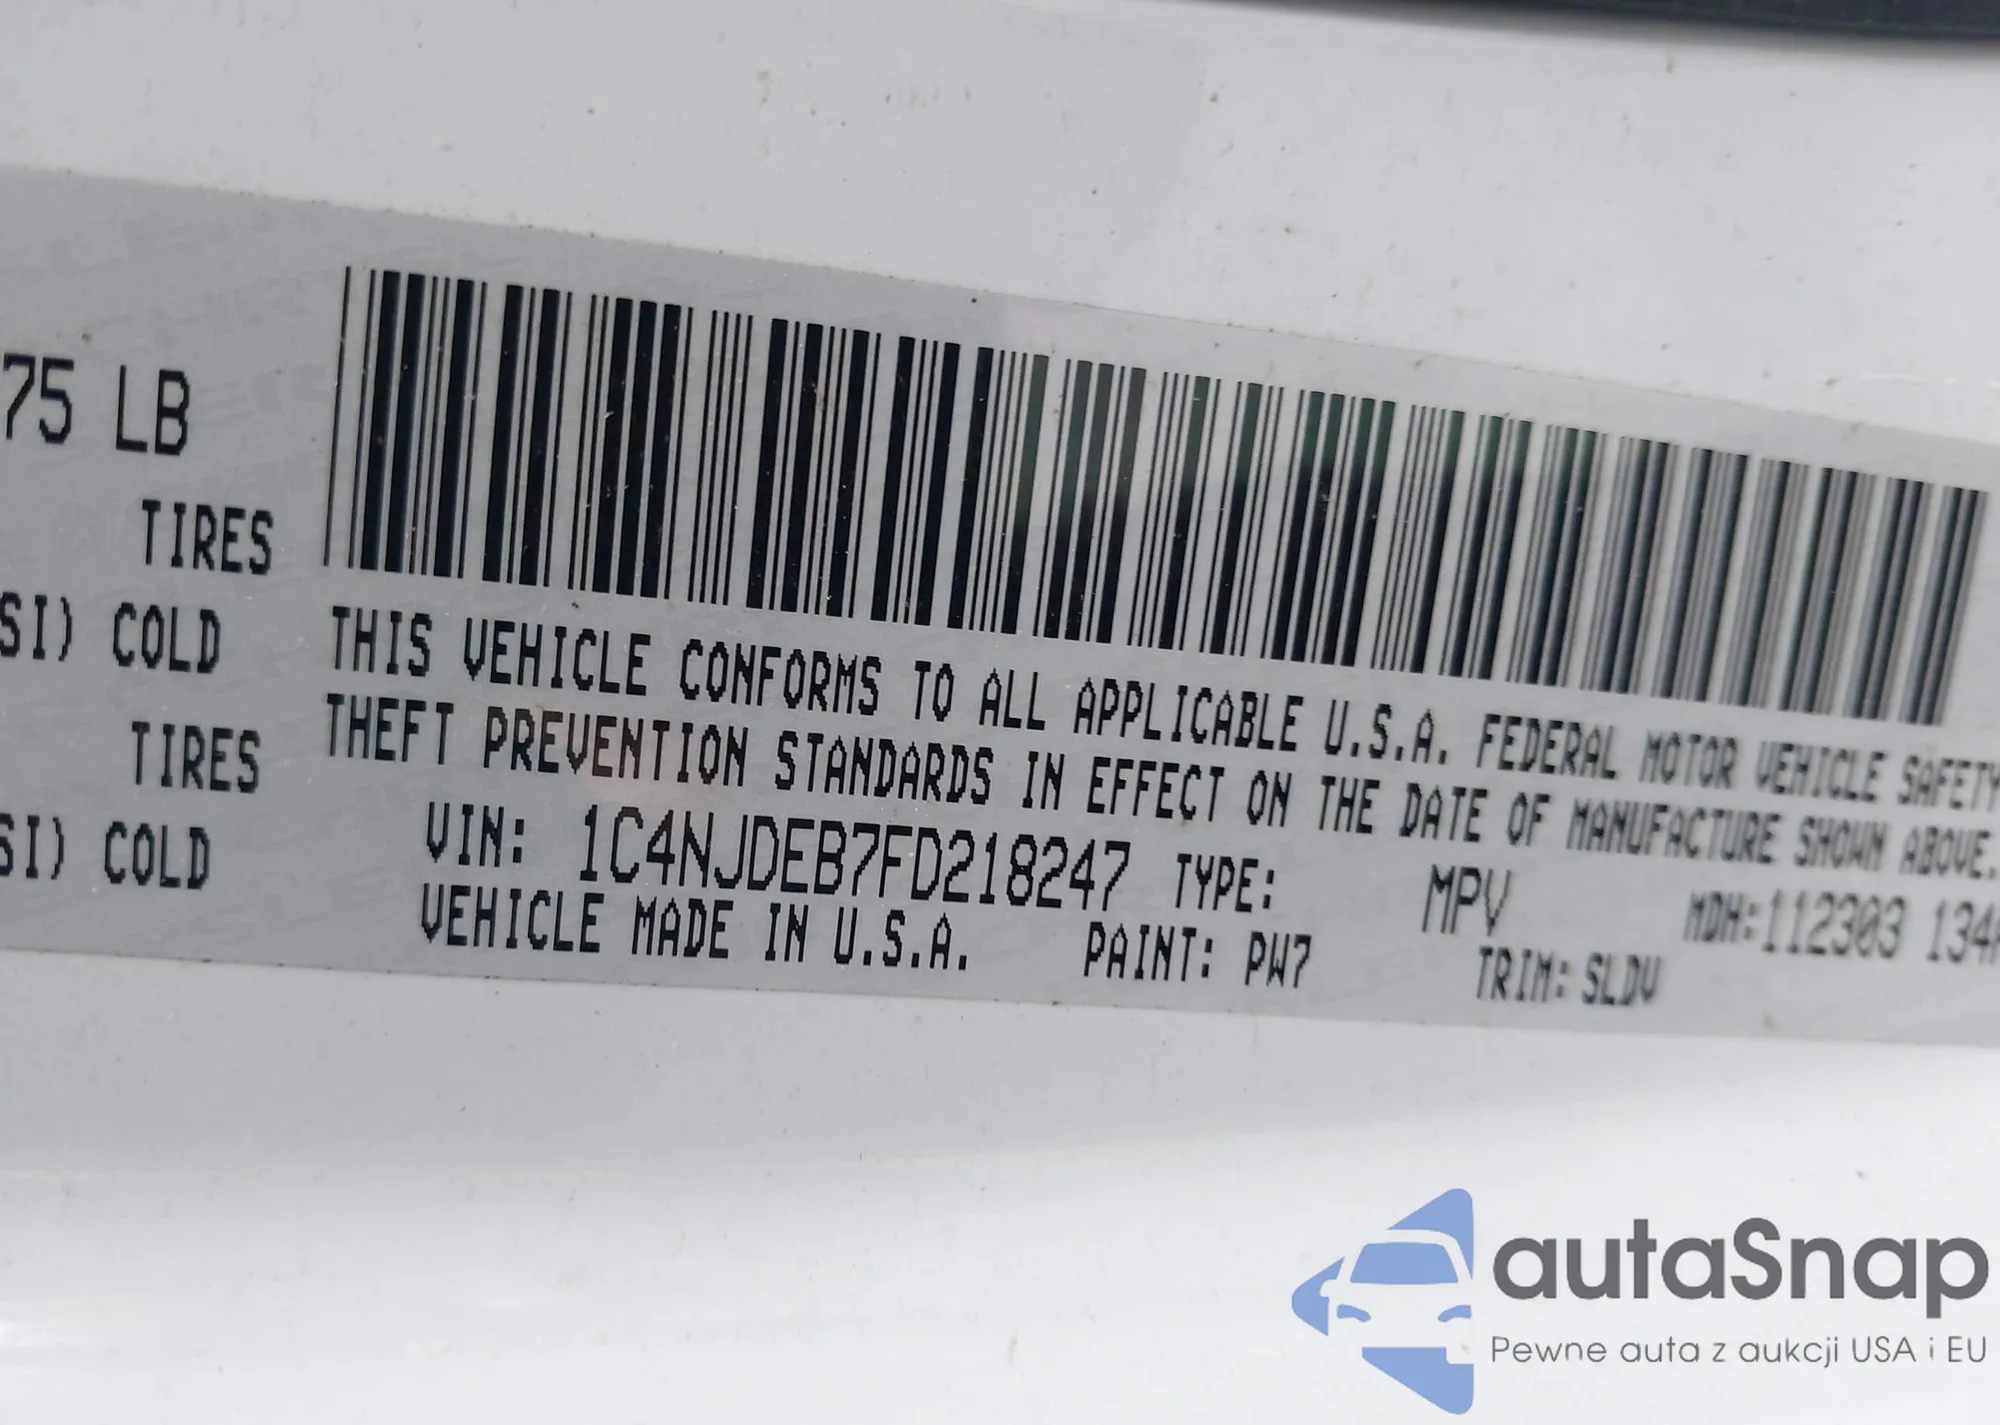 75 LB
TIRES
SI) COLD
TIRES
SI) COLD
THIS VEHICLE CONFORMS TO ALL APPLICABLE U.S.A. FEDERAL MOTOR VEHICLE SAFETY
THEFT PREVENTION STANDARDS IN EFFECT ON THE DATE OF MANUFACTURE SHOWN ABOVE.
VIN: 1C4NJDEB7FD218247 TYPE: MPV MDH:112303 134
VEHICLE MADE IN U.S.A. PAINT: PW7 TRIM: SLDV
autaSnap
Pewne auta z aukcji USA i EU